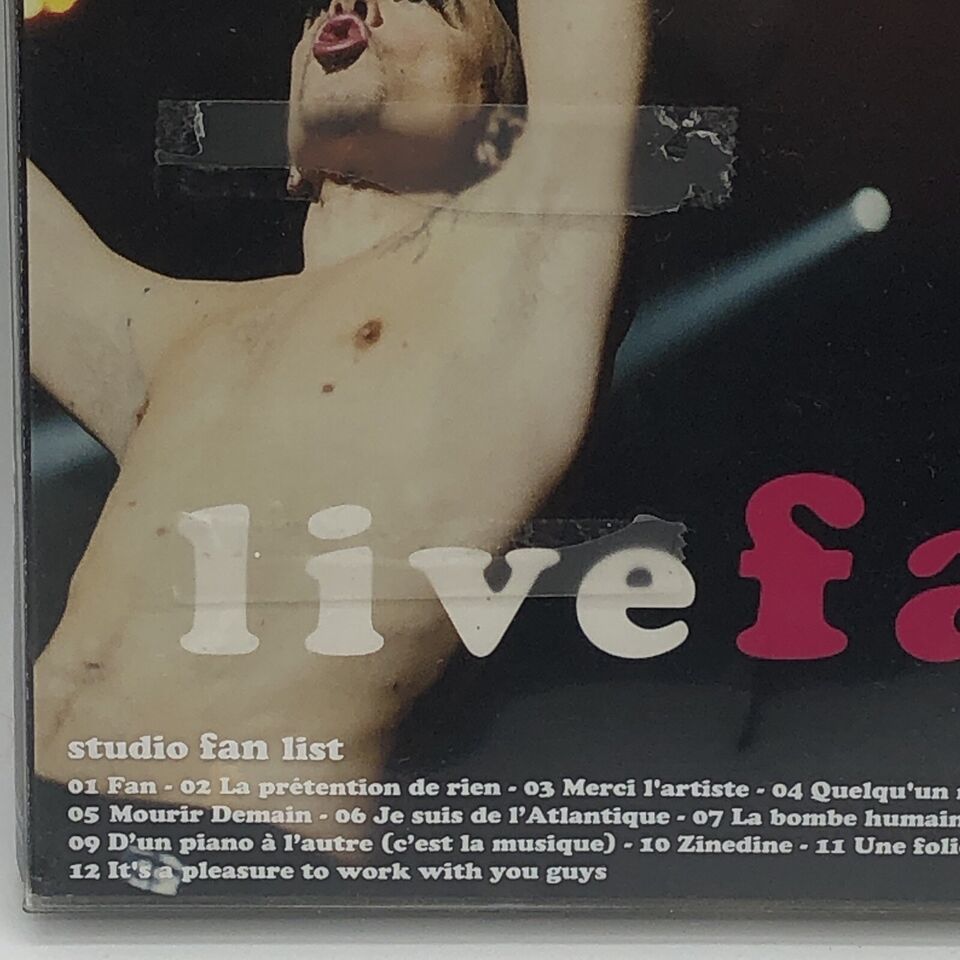 live fa
studio fan list
01 Fan - 02 La prétention de rien - 03 Merci l'artiste - 04 Quelqu'un
05 Mourir Demain - 06 Je suis de l'Atlantique - 07 La bombe humain
09 D'un piano à l'autre (c'est la musique) - 10 Zinedine - 11 Une foli
12 It's a pleasure to work with you guys